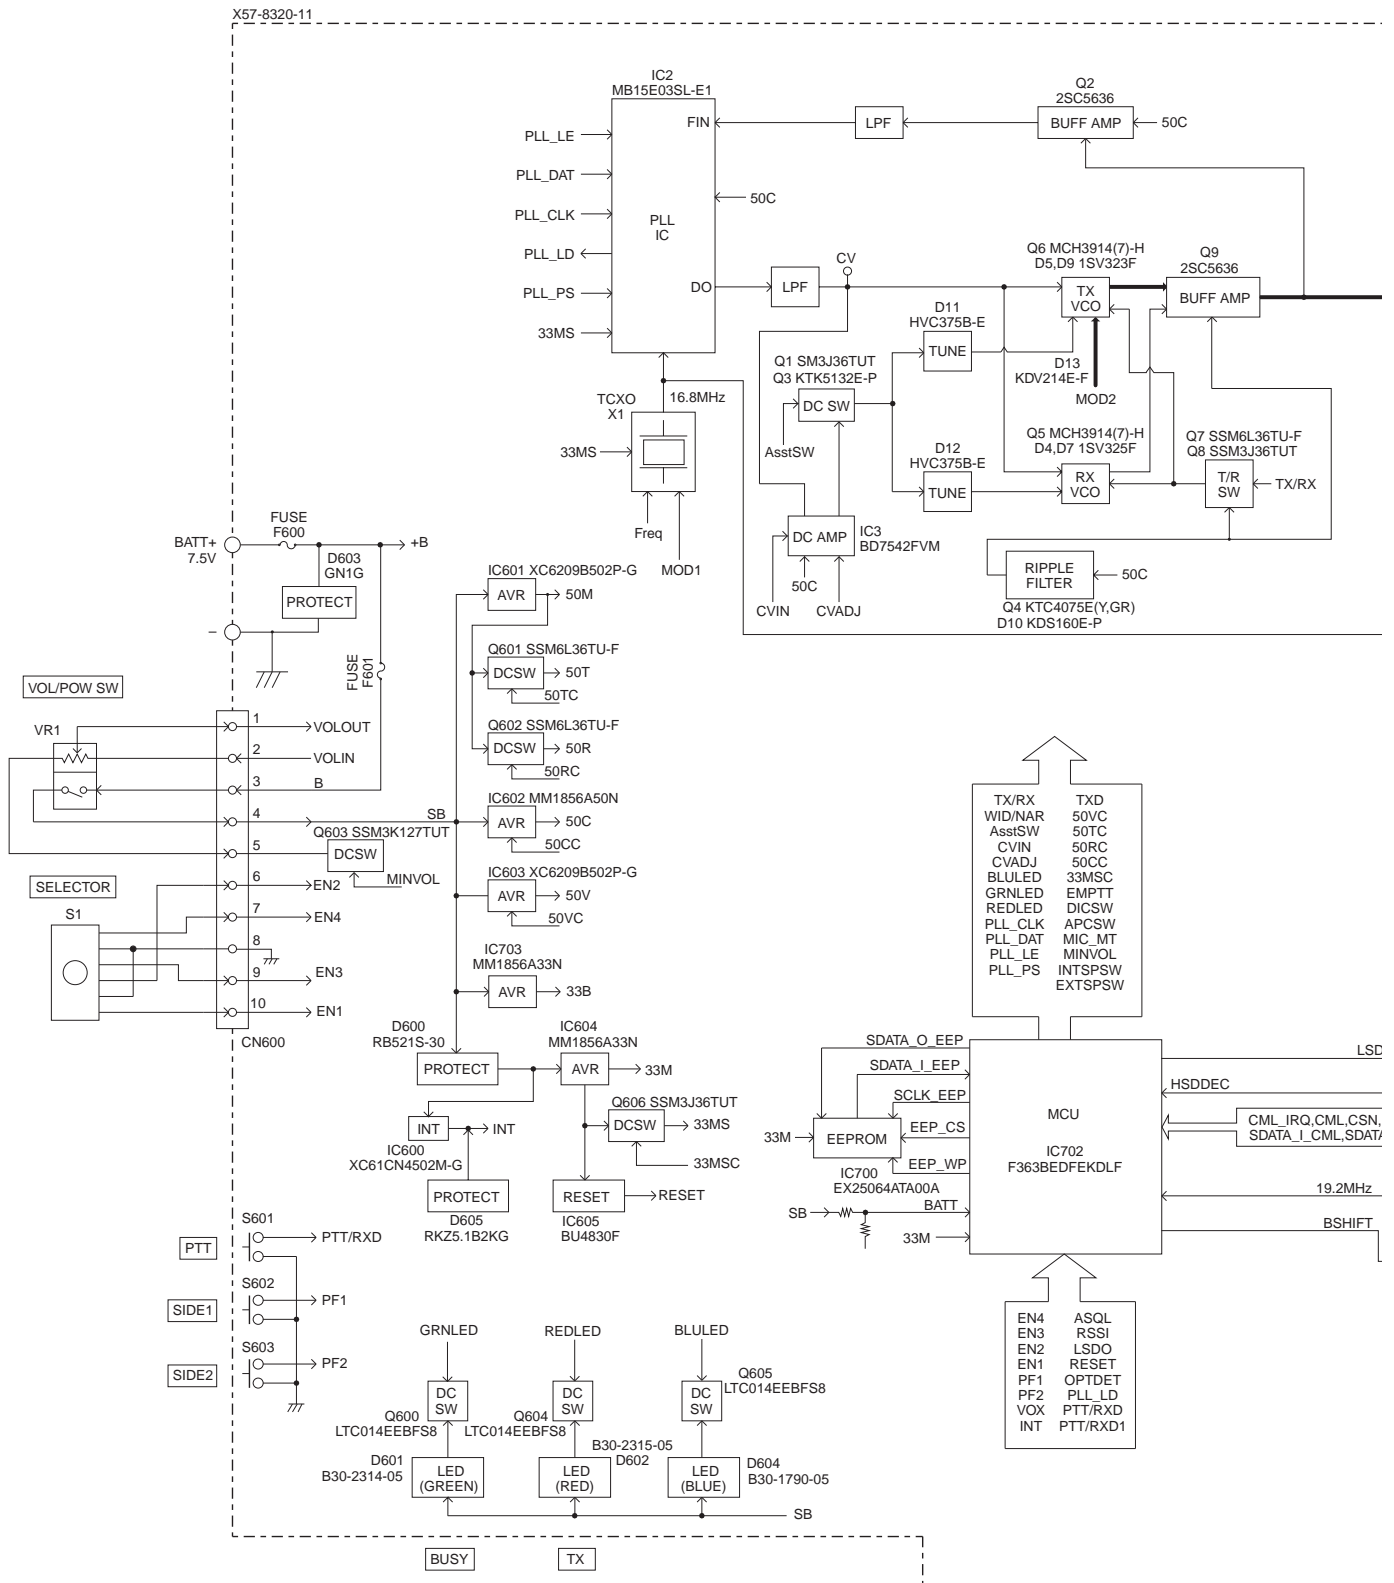 X57-8320-11
IC2
MB15E03SL-E1
Q2
2SC5636
FIN
LPF
BUFF AMP
50C
PLL_LE
PLL_DAT
PLL_CLK
PLL_LD
PLL_PS
33MS
PLL
IC
50C
DO
LPF
CV
Q6 MCH3914(7)-H
D5,D9 1SV323F
TX
VCO
Q9
2SC5636
BUFF AMP
D11
HVC375B-E
TUNE
D13
KDV214E-F
MOD2
Q1 SM3J36TUT
Q3 KTK5132E-P
DC SW
AsstSW
TCXO
X1
16.8MHz
33MS
Freq
MOD1
D12
HVC375B-E
TUNE
Q5 MCH3914(7)-H
D4,D7 1SV325F
RX
VCO
Q7 SSM6L36TU-F
Q8 SSM3J36TUT
T/R
SW
TX/RX
DC AMP
IC3
BD7542FVM
50C
CVIN
CVADJ
RIPPLE
FILTER
50C
Q4 KTC4075E(Y,GR)
D10 KDS160E-P
BATT+
7.5V
FUSE
F600
+B
D603
GN1G
PROTECT
–
FUSE
F601
IC601 XC6209B502P-G
AVR
50M
Q601 SSM6L36TU-F
DCSW
50T
50TC
Q602 SSM6L36TU-F
DCSW
50R
50RC
IC602 MM1856A50N
AVR
50C
50CC
IC603 XC6209B502P-G
AVR
50V
50VC
IC703
MM1856A33N
AVR
33B
VOL/POW SW
VR1
1
VOLOUT
2
VOLIN
3
B
4
SB
Q603 SSM3K127TUT
5
DCSW
MINVOL
6
EN2
SELECTOR
S1
7
EN4
8
9
EN3
10
EN1
CN600
D600
RB521S-30
PROTECT
IC604
MM1856A33N
AVR
33M
INT
INT
IC600
XC61CN4502M-G
Q606 SSM3J36TUT
DCSW
33MS
33MSC
PROTECT
D605
RKZ5.1B2KG
RESET
RESET
IC605
BU4830F
TX/RX TXD
WID/NAR 50VC
AsstSW 50TC
CVIN 50RC
CVADJ 50CC
BLULED 33MSC
GRNLED EMPTT
REDLED DICSW
PLL_CLK APCSW
PLL_DAT MIC_MT
PLL_LE MINVOL
PLL_PS INTSPSW
EXTSPSW
SDATA_O_EEP
SDATA_I_EEP
SCLK_EEP
33M
EEPROM
EEP_CS
EEP_WP
IC700
EX25064ATA00A
SB
BATT
33M
MCU
IC702
F363BEDFEKDLF
LSD
HSDDEC
CML_IRQ,CML,CSN,
SDATA_I_CML,SDATA
19.2MHz
BSHIFT
EN4 ASQL
EN3 RSSI
EN2 LSDO
EN1 RESET
PF1 OPTDET
PF2 PLL_LD
VOX PTT/RXD
INT PTT/RXD1
PTT
S601
PTT/RXD
SIDE1
S602
PF1
SIDE2
S603
PF2
GRNLED
REDLED
BLULED
DC
SW
Q600
LTC014EEBFS8
DC
SW
Q604
LTC014EEBFS8
DC
SW
Q605
LTC014EEBFS8
D601
B30-2314-05
LED
(GREEN)
B30-2315-05
D602
LED
(RED)
LED
(BLUE)
D604
B30-1790-05
SB
BUSY
TX